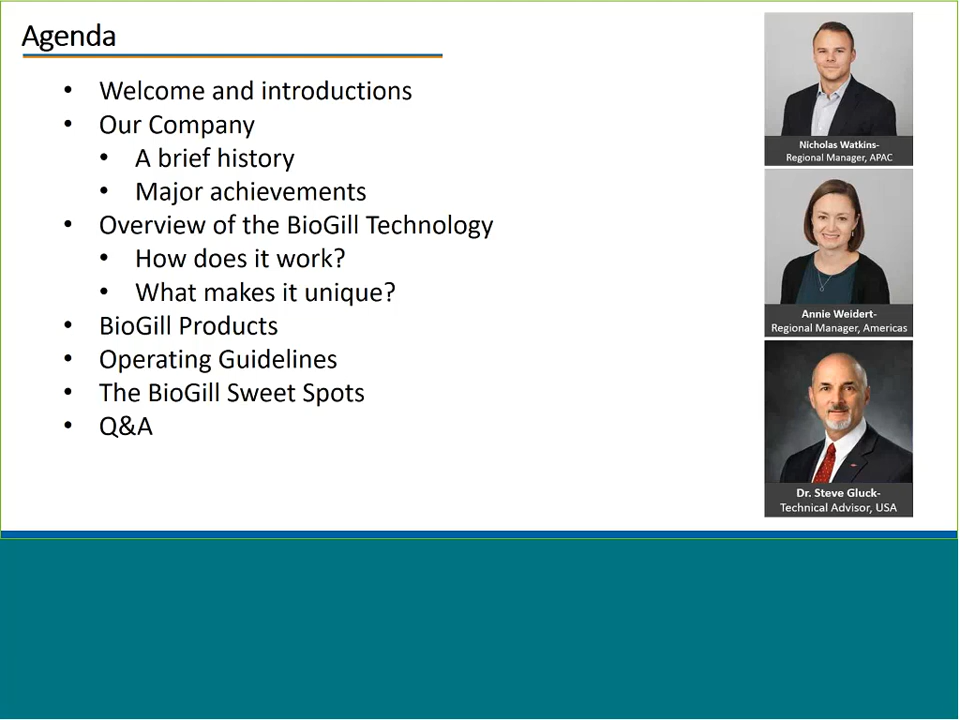 Agenda
• Welcome and introductions
• Our Company
• A brief history
• Major achievements
• Overview of the BioGill Technology
• How does it work?
• What makes it unique?
• BioGill Products
• Operating Guidelines
• The BioGill Sweet Spots
• Q&A
Nicholas Watkins-
Regional Manager, APAC
Annie Weidert-
Regional Manager, Americas
Dr. Steve Gluck-
Technical Advisor, USA